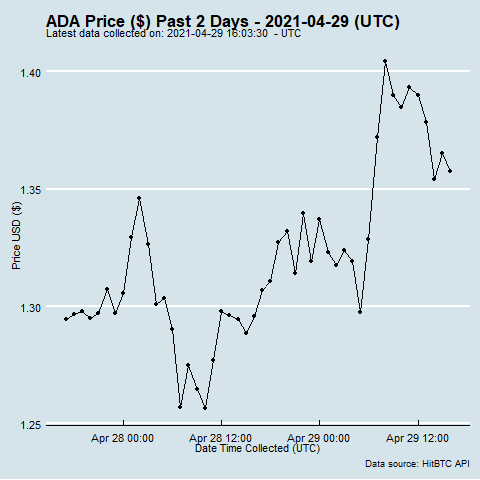 ADA Price ($) Past 2 Days - 2021-04-29 (UTC)
Latest data collected on: 2021-04-29 16:03:30 - UTC
1.40
1.35
1.30
1.25
Price USD ($)
Apr 28 00:00
Apr 28 12:00
Apr 29 00:00
Apr 29 12:00
Date Time Collected (UTC)
Data source: HitBTC API